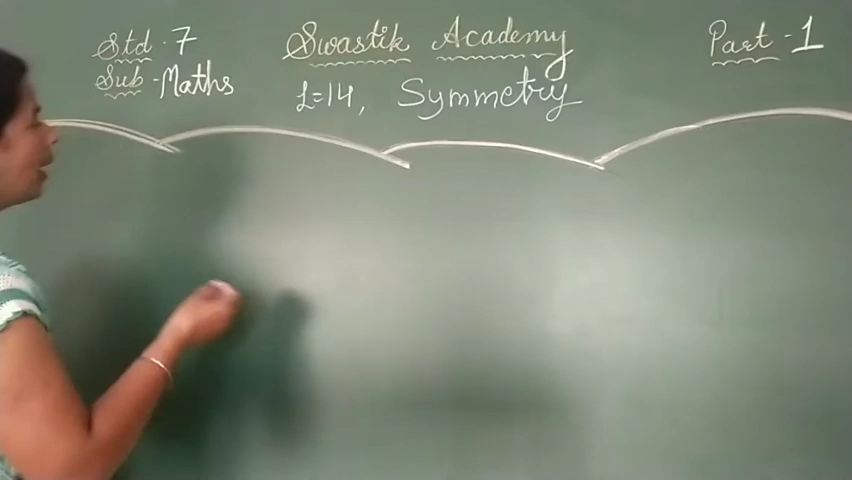 Std. 7
Sub - Maths
Swastik Academy
L=14, Symmetry
Part - 1